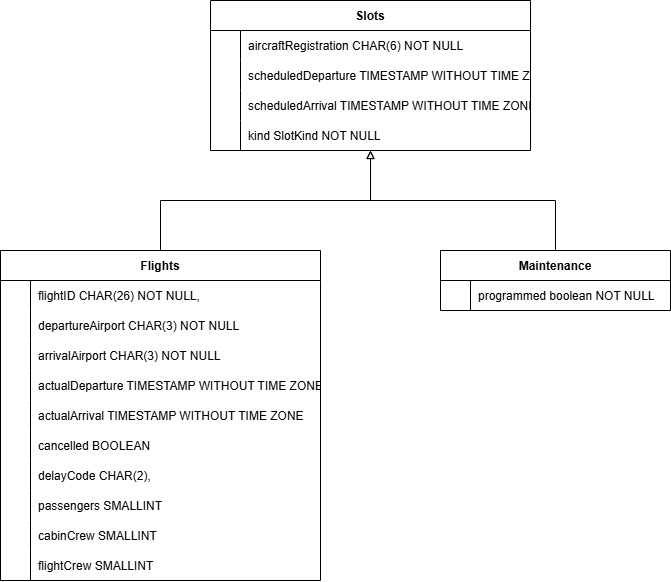 Slots
aircraftRegistration CHAR(6) NOT NULL
scheduledDeparture TIMESTAMP WITHOUT TIME Z
scheduledArrival TIMESTAMP WITHOUT TIME ZONE
kind SlotKind NOT NULL
Flights
flightID CHAR(26) NOT NULL,
departureAirport CHAR(3) NOT NULL
arrivalAirport CHAR(3) NOT NULL
actualDeparture TIMESTAMP WITHOUT TIME ZONE
actualArrival TIMESTAMP WITHOUT TIME ZONE
cancelled BOOLEAN
delayCode CHAR(2),
passengers SMALLINT
cabinCrew SMALLINT
flightCrew SMALLINT
Maintenance
programmed boolean NOT NULL